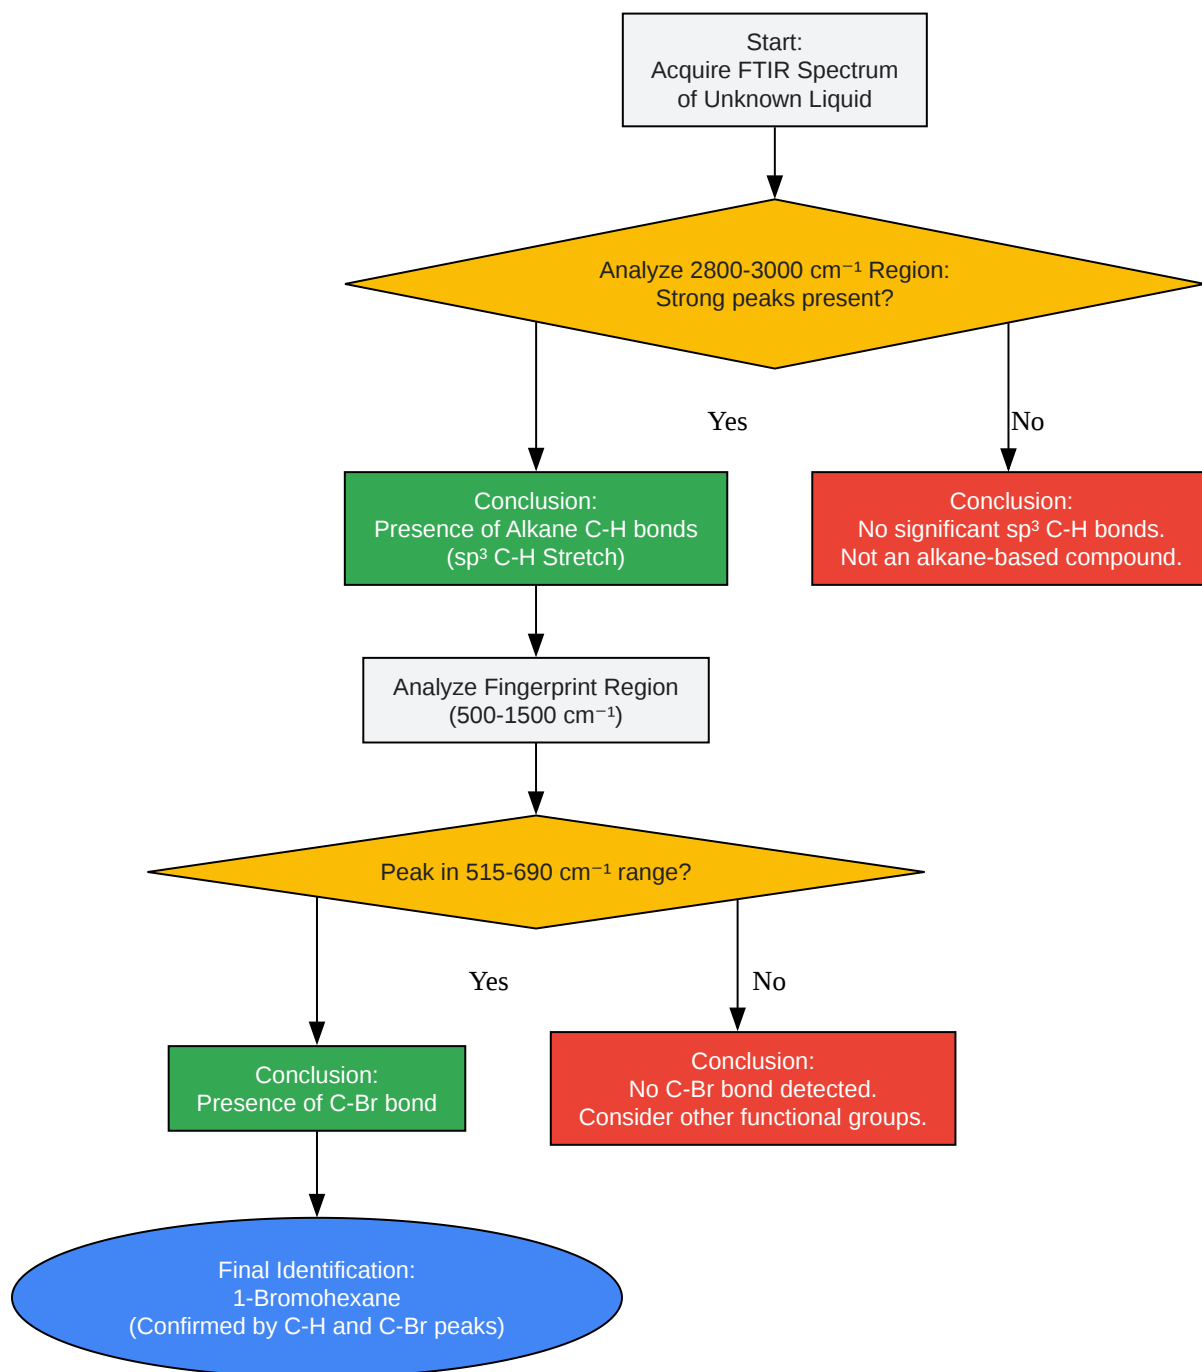 Start:
Acquire FTIR Spectrum
of Unknown Liquid
Analyze 2800-3000 cm⁻¹ Region:
Strong peaks present?
Yes
No
Conclusion:
Presence of Alkane C-H bonds
(sp³ C-H Stretch)
Conclusion:
No significant sp³ C-H bonds.
Not an alkane-based compound.
Analyze Fingerprint Region
(500-1500 cm⁻¹)
Peak in 515-690 cm⁻¹ range?
Yes
No
Conclusion:
Presence of C-Br bond
Conclusion:
No C-Br bond detected.
Consider other functional groups.
Final Identification:
1-Bromohexane
(Confirmed by C-H and C-Br peaks)